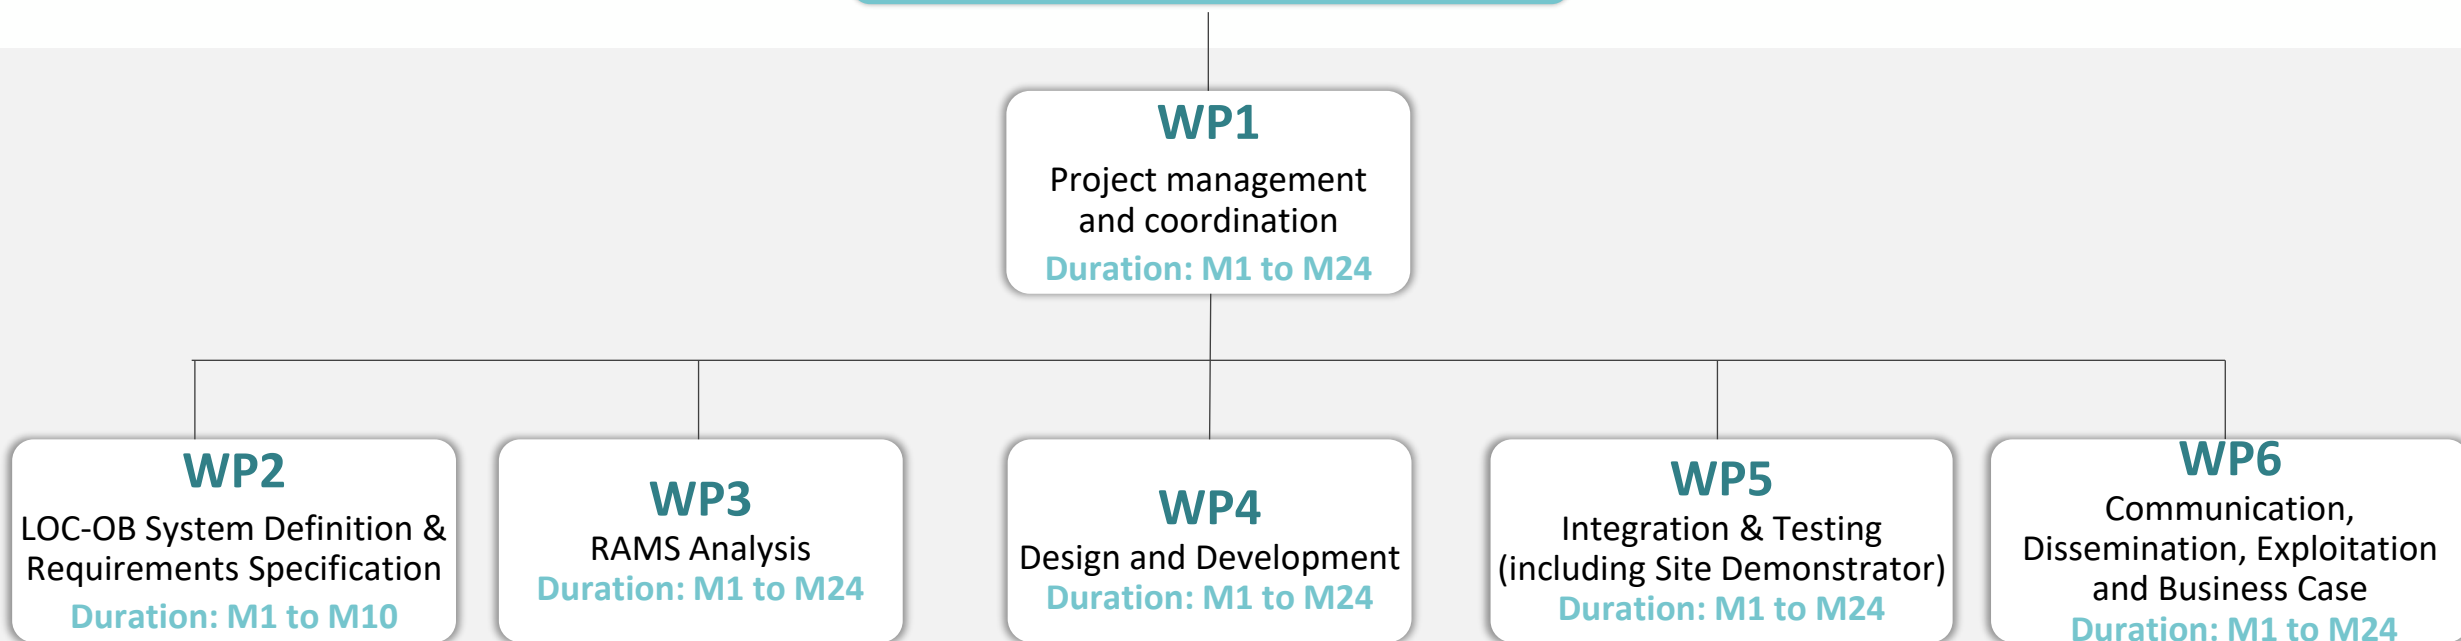 WP1
Project management
and coordination
Duration: M1 to M24
WP2
LOC-OB System Definition &
Requirements Specification
Duration: M1 to M10
WP3
RAMS Analysis
Duration: M1 to M24
WP4
Design and Development
Duration: M1 to M24
WP5
Integration & Testing
(including Site Demonstrator)
Duration: M1 to M24
WP6
Communication,
Dissemination, Exploitation
and Business Case
Duration: M1 to M24